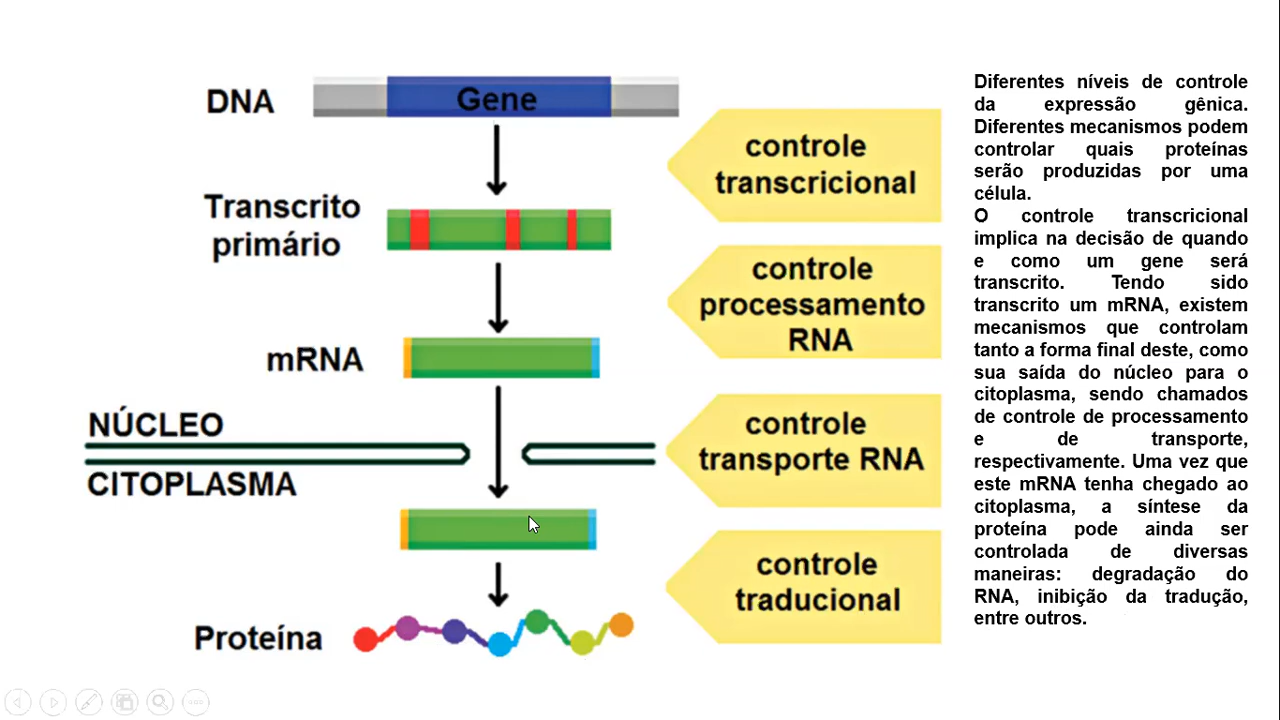 DNA
Gene
controle
transcricional
Transcrito
primário
controle
processamento
RNA
mRNA
NÚCLEO
CITOPLASMA
controle
transporte RNA
controle
traducional
Proteína
Diferentes níveis de controle
da expressão gênica.
Diferentes mecanismos podem
controlar quais proteínas
serão produzidas por uma
célula.
O controle transcricional
implica na decisão de quando
e como um gene será
transcrito. Tendo sido
transcrito um mRNA, existem
mecanismos que controlam
tanto a forma final deste, como
sua saída do núcleo para o
citoplasma, sendo chamados
de controle de processamento
e de transporte,
respectivamente. Uma vez que
este mRNA tenha chegado ao
citoplasma, a síntese da
proteína pode ainda ser
controlada de diversas
maneiras: degradação do
RNA, inibição da tradução,
entre outros.